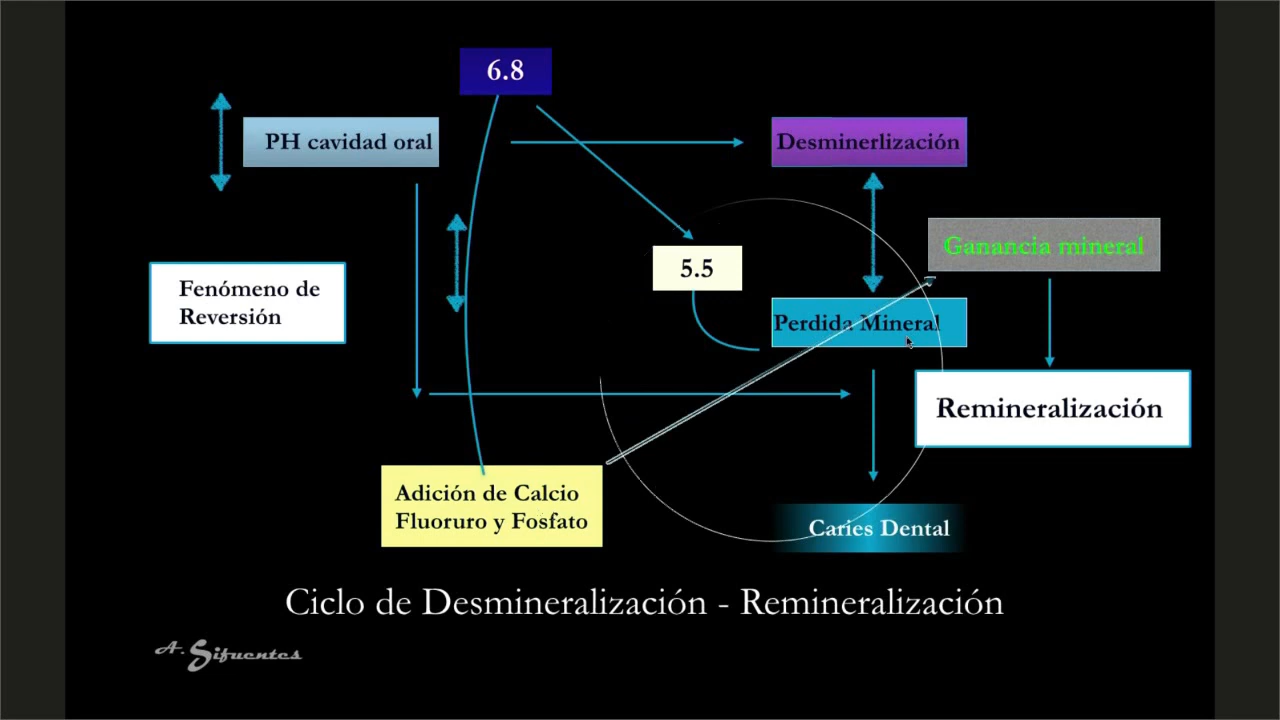 6.8
PH cavidad oral
Desminerlización
Ganancia mineral
5.5
Fenómeno de
Reversión
Perdida Mineral
Remineralización
Adición de Calcio
Fluoruro y Fosfato
Caries Dental
Ciclo de Desmineralización - Remineralización
A. Sifuentes